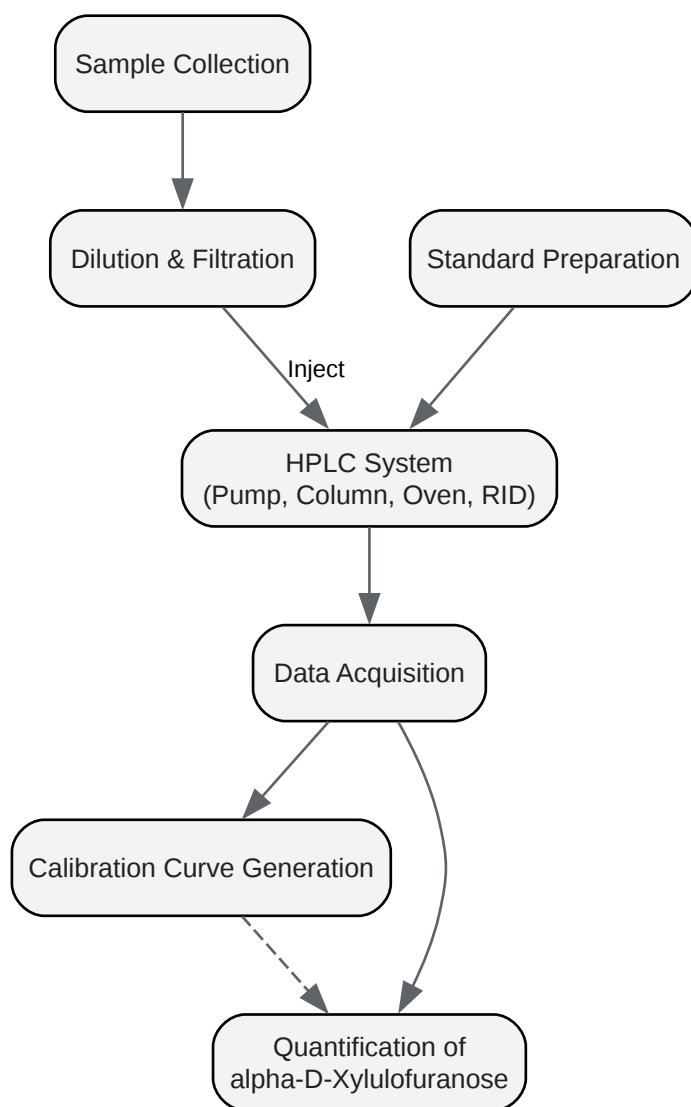 Sample Collection
Dilution & Filtration
Standard Preparation
Inject
HPLC System
(Pump, Column, Oven, RID)
Data Acquisition
Calibration Curve Generation
Quantification of
alpha-D-Xylulofuranose